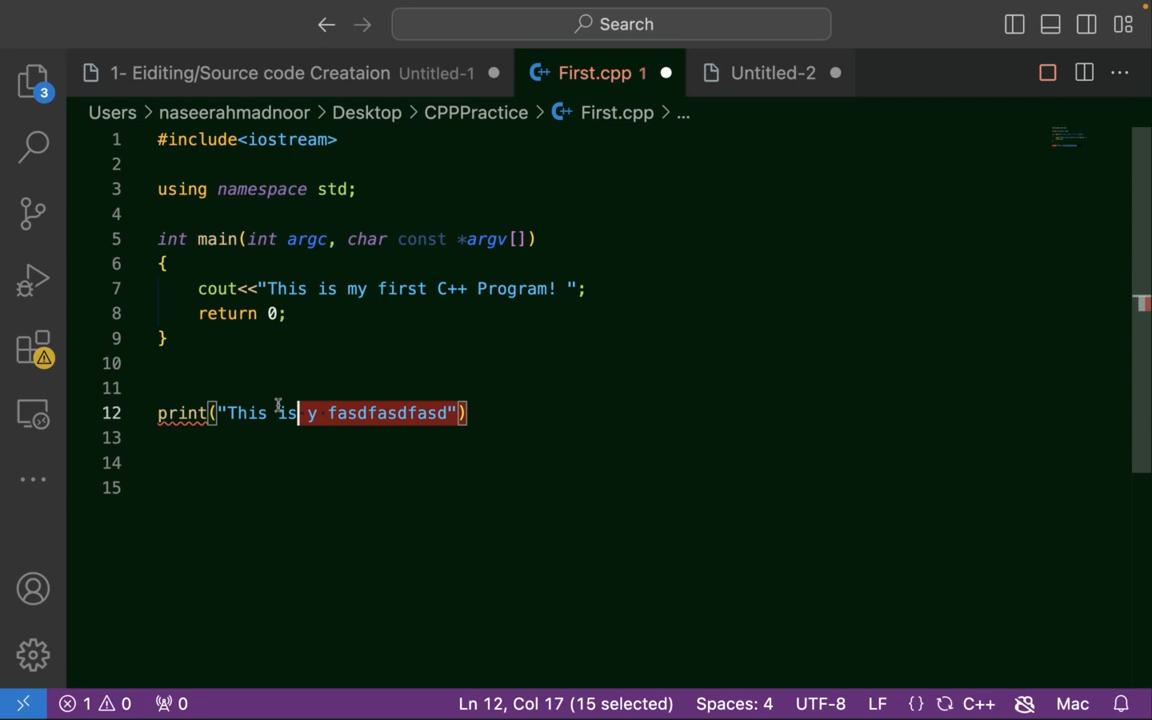 Search
1- Eiditing/Source code Creataion Untitled-1
First.cpp 1
Untitled-2
Users > naseerahmadnoor > Desktop > CPPPractice > First.cpp > ...
3
1 #include<iostream>
2
3 using namespace std;
4
5 int main(int argc, char const *argv[])
6 {
7 cout<<"This is my first C++ Program! ";
8 return 0;
9 }
10
11
12 print("This is y fasdfasdfasd")
13
14
15
1 0 0 Ln 12, Col 17 (15 selected) Spaces: 4 UTF-8 LF {} C++ Mac